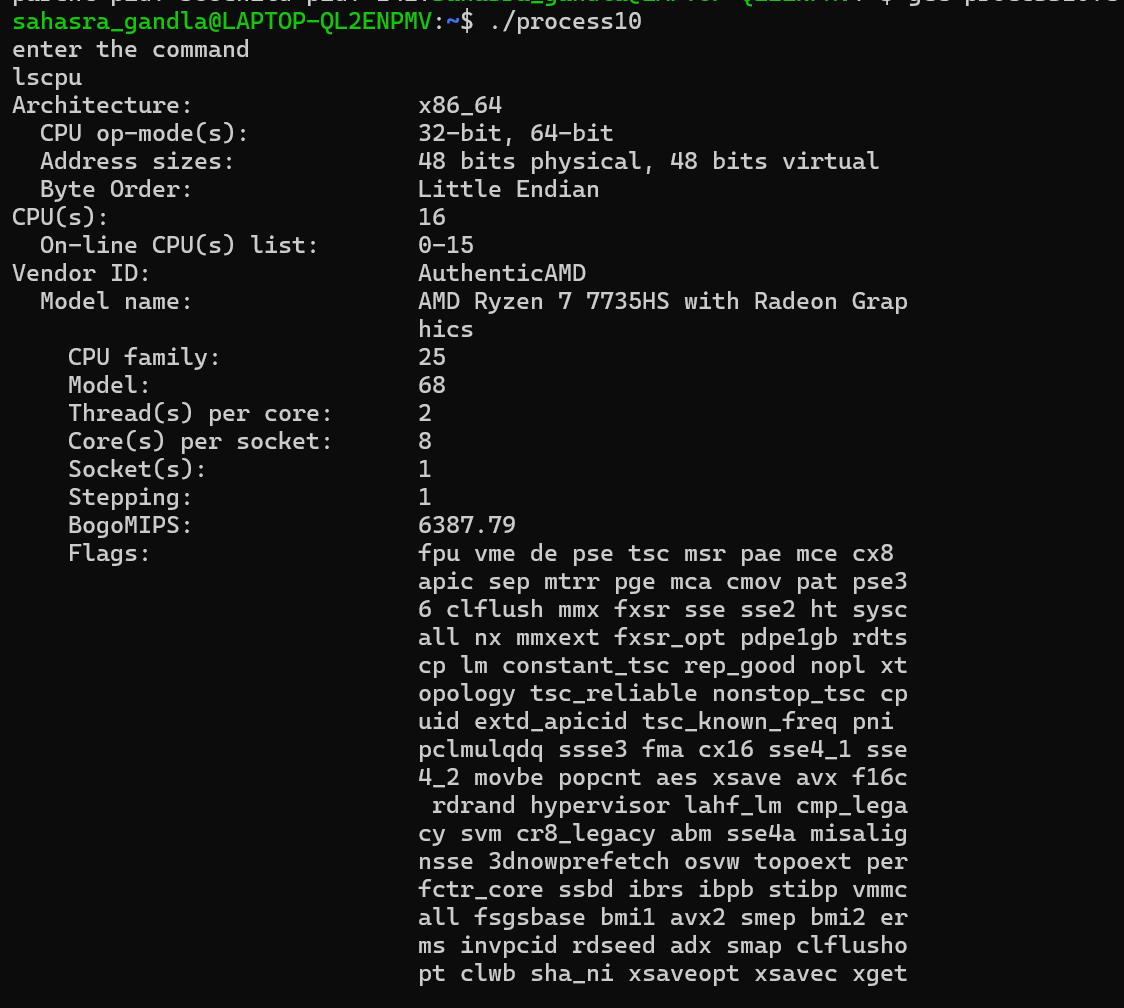 sahasra_gandla@LAPTOP-QL2ENPMV:~$ ./process10
enter the command
lscpu
Architecture:                x86_64
  CPU op-mode(s):            32-bit, 64-bit
  Address sizes:             48 bits physical, 48 bits virtual
  Byte Order:                Little Endian
CPU(s):                      16
  On-line CPU(s) list:       0-15
Vendor ID:                   AuthenticAMD
  Model name:                AMD Ryzen 7 7735HS with Radeon Grap
                             hics
    CPU family:              25
    Model:                   68
    Thread(s) per core:      2
    Core(s) per socket:      8
    Socket(s):               1
    Stepping:                1
    BogoMIPS:                6387.79
    Flags:                   fpu vme de pse tsc msr pae mce cx8
                             apic sep mtrr pge mca cmov pat pse3
                             6 clflush mmx fxsr sse sse2 ht sysc
                             all nx mmxext fxsr_opt pdpe1gb rdts
                             cp lm constant_tsc rep_good nopl xt
                             opology tsc_reliable nonstop_tsc cp
                             uid extd_apicid tsc_known_freq pni
                             pclmulqdq ssse3 fma cx16 sse4_1 sse
                             4_2 movbe popcnt aes xsave avx f16c
                              rdrand hypervisor lahf_lm cmp_lega
                             cy svm cr8_legacy abm sse4a misalig
                             nsse 3dnowprefetch osvw topoext per
                             fctr_core ssbd ibrs ibpb stibp vmmc
                             all fsgsbase bmi1 avx2 smep bmi2 er
                             ms invpcid rdseed adx smap clflusho
                             pt clwb sha_ni xsaveopt xsavec xget